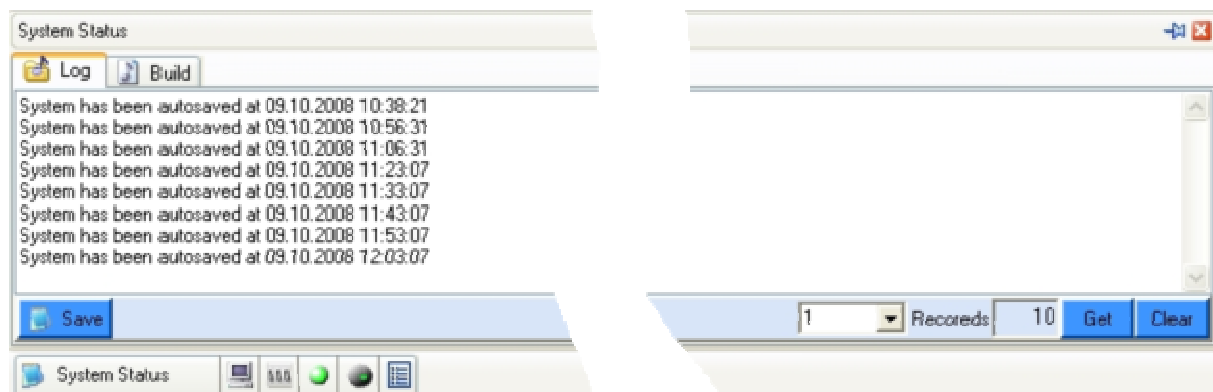 System Status
Log Build
System has been autosaved at 09.10.2008 10:38:21
System has been autosaved at 09.10.2008 10:56:31
System has been autosaved at 09.10.2008 11:06:31
System has been autosaved at 09.10.2008 11:23:07
System has been autosaved at 09.10.2008 11:33:07
System has been autosaved at 09.10.2008 11:43:07
System has been autosaved at 09.10.2008 11:53:07
System has been autosaved at 09.10.2008 12:03:07
Save 1 Recoreds 10 Get Clear
System Status